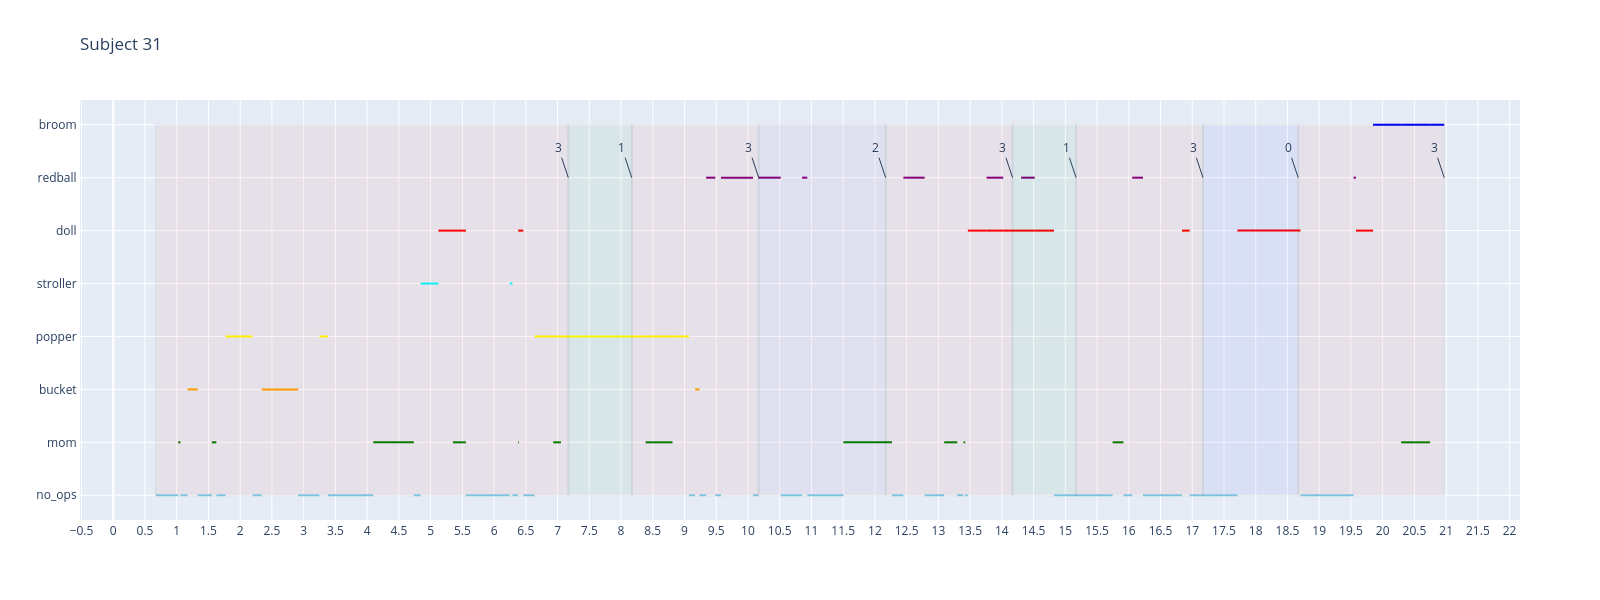 Subject 31
broom
3 1 3 2 3 1 3 0 3
redball
doll
stroller
popper
bucket
mom
no_ops
−0.5 0 0.5 1 1.5 2 2.5 3 3.5 4 4.5 5 5.5 6 6.5 7 7.5 8 8.5 9 9.5 10 10.5 11 11.5 12 12.5 13 13.5 14 14.5 15 15.5 16 16.5 17 17.5 18 18.5 19 19.5 20 20.5 21 21.5 22